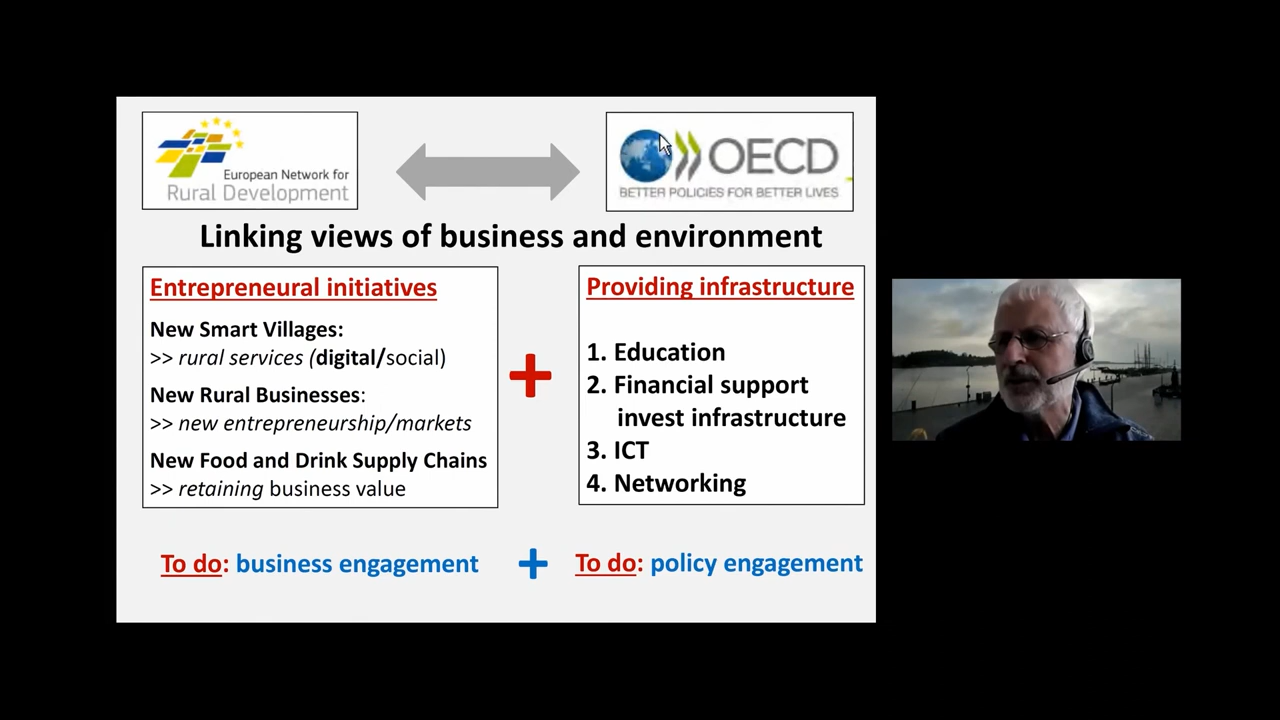 European Network for
Rural Development
OECD
BETTER POLICIES FOR BETTER LIVES
Linking views of business and environment
Entrepreneural initiatives
New Smart Villages:
>> rural services (digital/social)
New Rural Businesses:
>> new entrepreneurship/markets
New Food and Drink Supply Chains
>> retaining business value
+
Providing infrastructure
1. Education
2. Financial support
invest infrastructure
3. ICT
4. Networking
To do: business engagement + To do: policy engagement